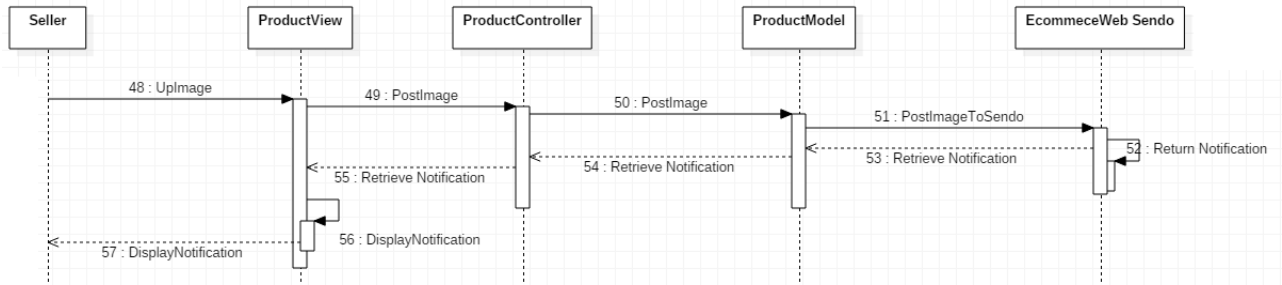 Seller
ProductView
ProductController
ProductModel
EcommeceWeb Sendo
48 : UpImage
49 : PostImage
50 : PostImage
51 : PostImageToSendo
52 : Return Notification
53 : Retrieve Notification
54 : Retrieve Notification
55 : Retrieve Notification
56 : DisplayNotification
57 : DisplayNotification